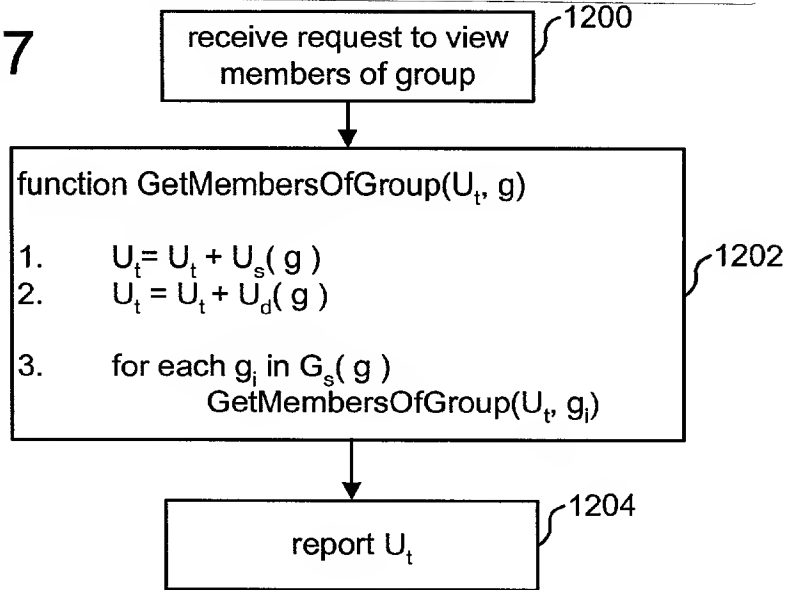 7
receive request to view
members of group
1200
function GetMembersOfGroup(Uₜ, g)
1. Uₜ= Uₜ + Uₛ( g )
2. Uₜ = Uₜ + U_d( g )
1202
3. for each gᵢ in Gₛ( g )
GetMembersOfGroup(Uₜ, gᵢ)
1204
report Uₜ